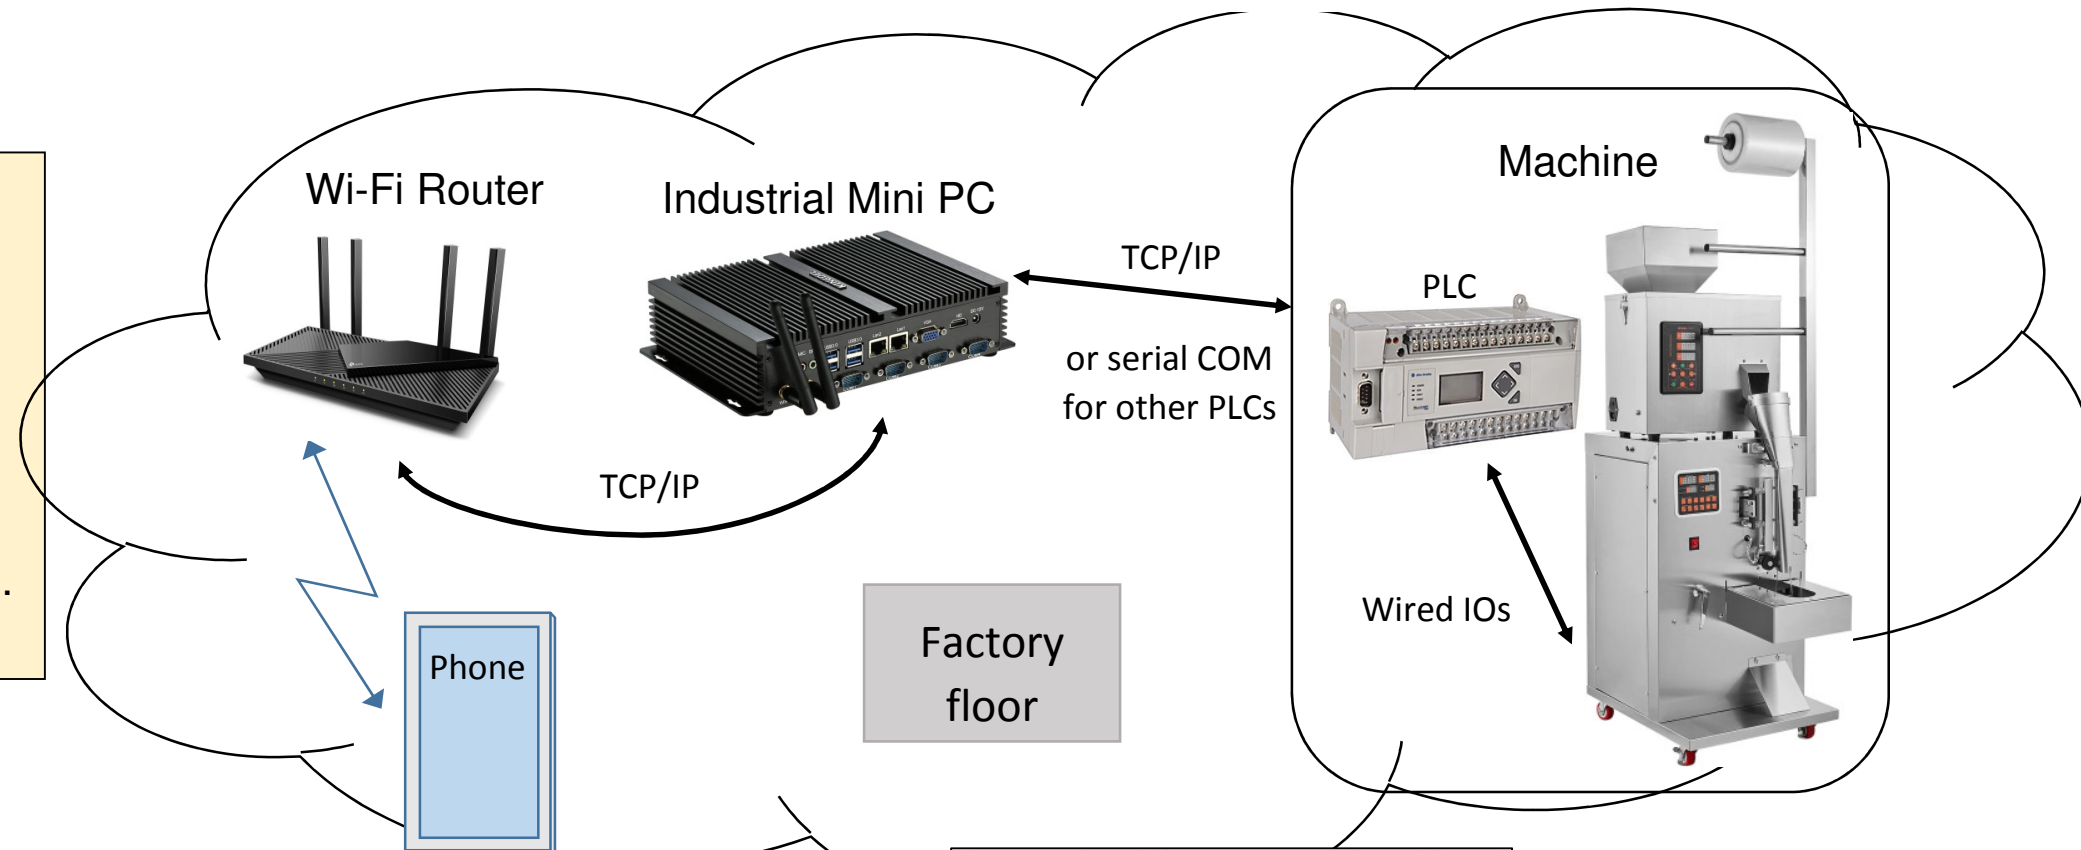 Wi-Fi Router
Industrial Mini PC
Machine
TCP/IP
PLC
or serial COM
for other PLCs
TCP/IP
.
Wired IOs
Factory
floor
Phone